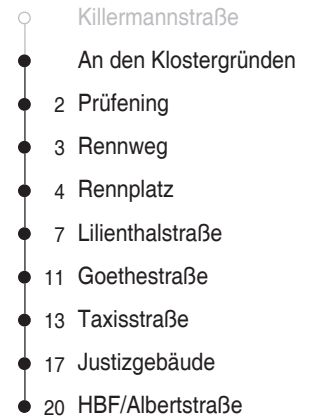 Killermannstraße
An den Klostergründen
2 Prüfening
3 Rennweg
4 Rennplatz
7 Lilienthalstraße
11 Goethestraße
13 Taxisstraße
17 Justizgebäude
20 HBF/Albertstraße